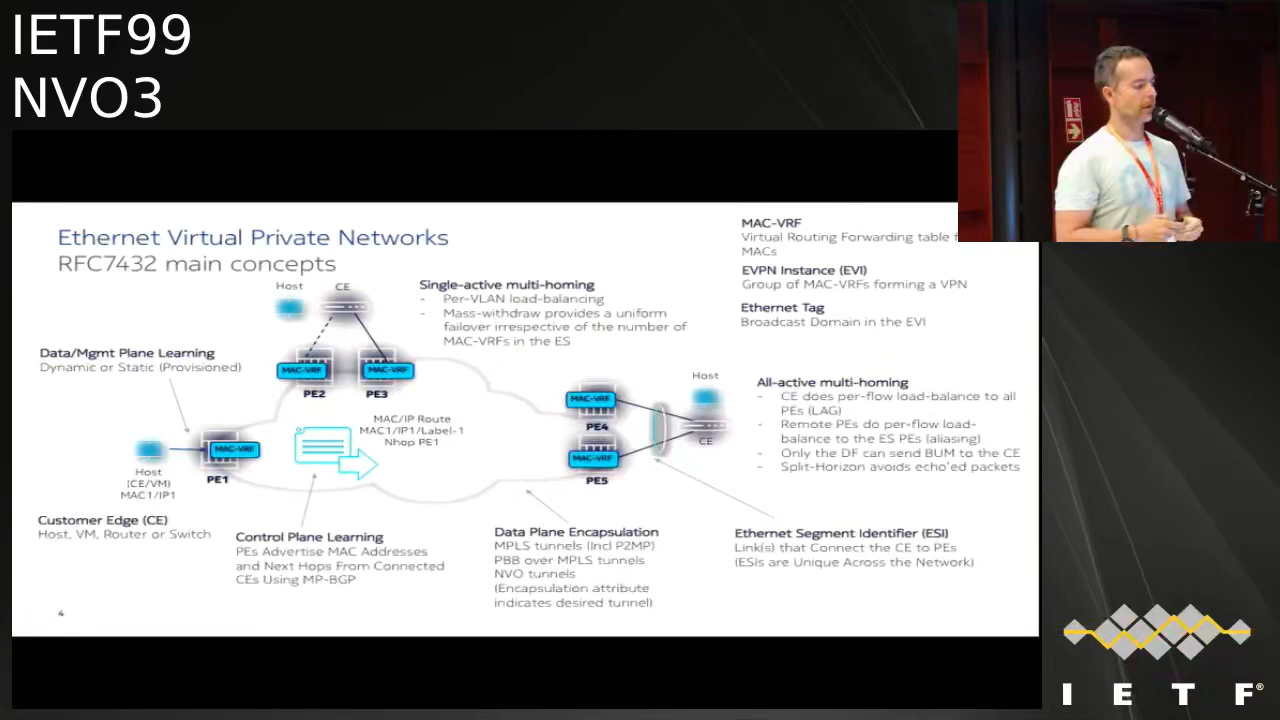 IETF99
NVO3
Ethernet Virtual Private Networks
RFC7432 main concepts
MAC-VRF
Virtual Routing Forwarding table
MACs
EVPN Instance (EVI)
Group of MAC-VRFs forming a VPN
Ethernet Tag
Broadcast Domain in the EVI
Host
CE
Single-active multi-homing
- Per-VLAN load-balancing
- Mass-withdraw provides a uniform
failover irrespective of the number of
MAC-VRFs in the ES
Data/Mgmt Plane Learning
Dynamic or Static (Provisioned)
MAC-VRF
MAC-VRF
PE2
PE3
MAC/IP Route
MAC1/IP1/Label-1
Nhop PE1
MAC-VRF
PE1
Host
(CE/VM)
MAC1/IP1
MAC-VRF
PE4
MAC-VRF
PE5
Host
CE
All-active multi-homing
- CE does per-flow load-balance to all
PEs (LAG)
- Remote PEs do per-flow load-
balance to the ES PEs (aliasing)
- Only the DF can send BUM to the CE
- Split-Horizon avoids echo'ed packets
Customer Edge (CE)
Host, VM, Router or Switch
Control Plane Learning
PEs Advertise MAC Addresses
and Next Hops From Connected
CEs Using MP-BGP
Data Plane Encapsulation
MPLS tunnels (Incl P2MP)
PBB over MPLS tunnels
NVO tunnels
(Encapsulation attribute
indicates desired tunnel)
Ethernet Segment Identifier (ESI)
Link(s) that Connect the CE to PEs
(ESIs are Unique Across the Network)
4
I E T F®